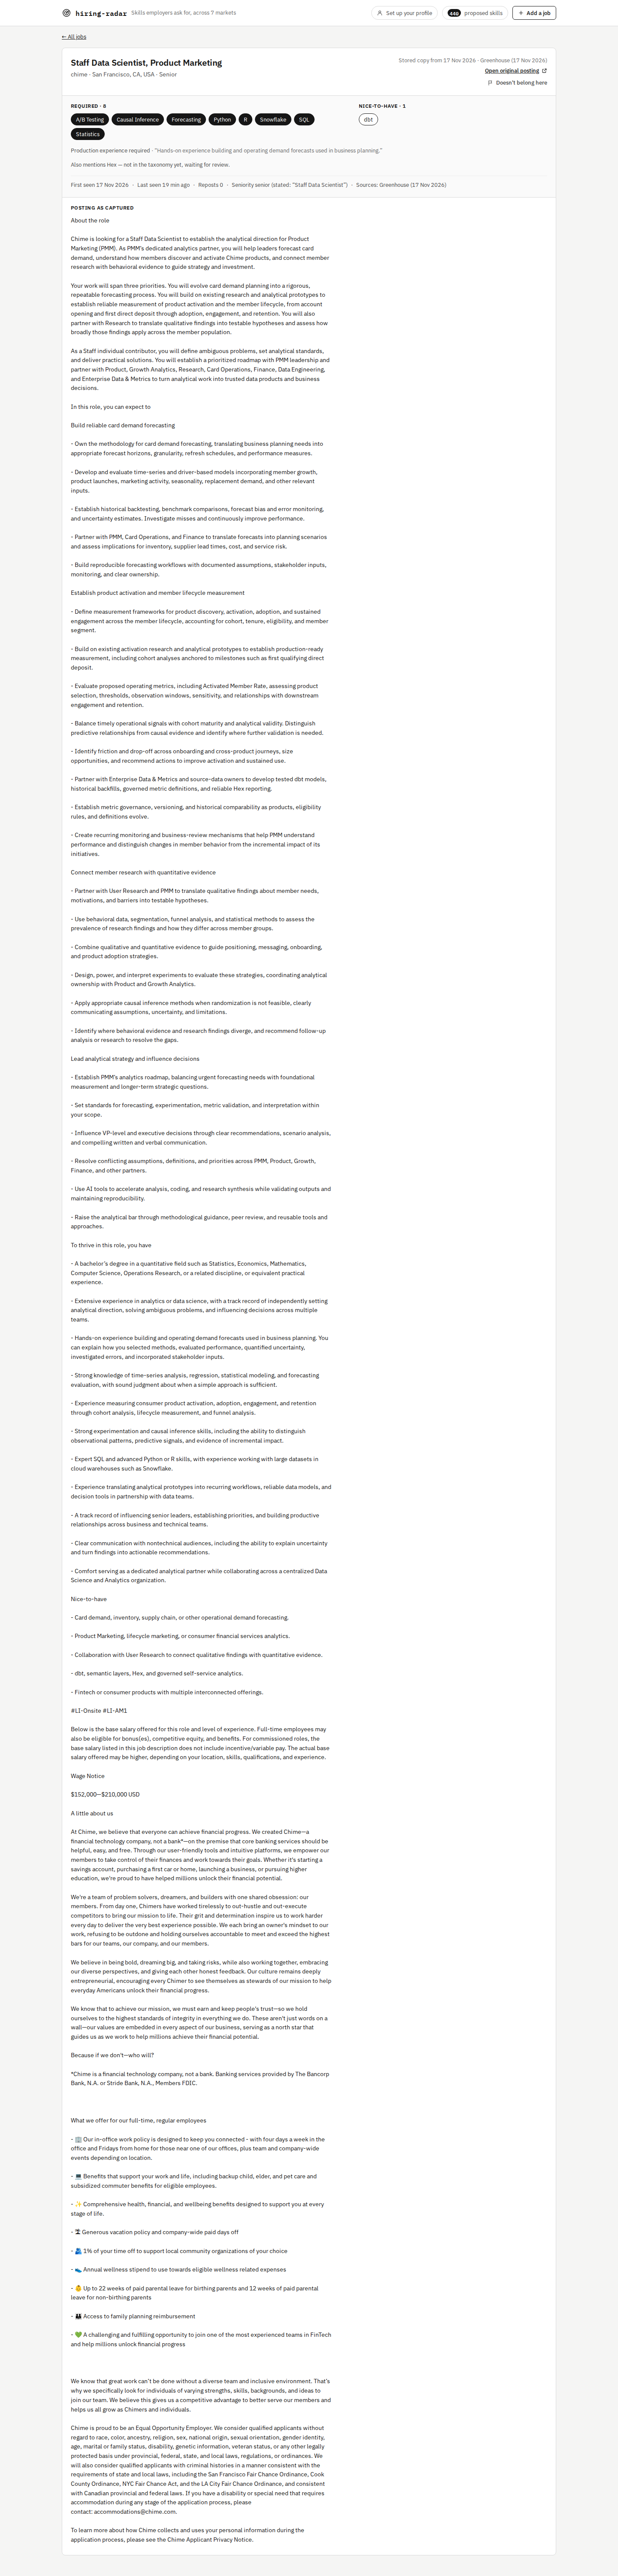 hiring-radar Skills employers ask for, across 7 markets
Set up your profile
440 proposed skills
+ Add a job
← All jobs
Staff Data Scientist, Product Marketing
chime · San Francisco, CA, USA · Senior
Stored copy from 17 Nov 2026 · Greenhouse (17 Nov 2026)
Open original posting
Doesn't belong here
REQUIRED · 8
A/B Testing Causal Inference Forecasting Python R Snowflake SQL
Statistics
NICE-TO-HAVE · 1
dbt
Production experience required · "Hands-on experience building and operating demand forecasts used in business planning."
Also mentions Hex — not in the taxonomy yet, waiting for review.
First seen 17 Nov 2026 · Last seen 19 min ago · Reposts 0 · Seniority senior (stated: "Staff Data Scientist") · Sources: Greenhouse (17 Nov 2026)
POSTING AS CAPTURED
About the role
Chime is looking for a Staff Data Scientist to establish the analytical direction for Product
Marketing (PMM). As PMM's dedicated analytics partner, you will help leaders forecast card
demand, understand how members discover and activate Chime products, and connect member
research with behavioral evidence to guide strategy and investment.
Your work will span three priorities. You will evolve card demand planning into a rigorous,
repeatable forecasting process. You will build on existing research and analytical prototypes to
establish reliable measurement of product activation and the member lifecycle, from account
opening and first direct deposit through adoption, engagement, and retention. You will also
partner with Research to translate qualitative findings into testable hypotheses and assess how
broadly those findings apply across the member population.
As a Staff individual contributor, you will define ambiguous problems, set analytical standards,
and deliver practical solutions. You will establish a prioritized roadmap with PMM leadership and
partner with Product, Growth Analytics, Research, Card Operations, Finance, Data Engineering,
and Enterprise Data & Metrics to turn analytical work into trusted data products and business
decisions.
In this role, you can expect to
Build reliable card demand forecasting
- Own the methodology for card demand forecasting, translating business planning needs into
appropriate forecast horizons, granularity, refresh schedules, and performance measures.
- Develop and evaluate time-series and driver-based models incorporating member growth,
product launches, marketing activity, seasonality, replacement demand, and other relevant
inputs.
- Establish historical backtesting, benchmark comparisons, forecast bias and error monitoring,
and uncertainty estimates. Investigate misses and continuously improve performance.
- Partner with PMM, Card Operations, and Finance to translate forecasts into planning scenarios
and assess implications for inventory, supplier lead times, cost, and service risk.
- Build reproducible forecasting workflows with documented assumptions, stakeholder inputs,
monitoring, and clear ownership.
Establish product activation and member lifecycle measurement
- Define measurement frameworks for product discovery, activation, adoption, and sustained
engagement across the member lifecycle, accounting for cohort, tenure, eligibility, and member
segment.
- Build on existing activation research and analytical prototypes to establish production-ready
measurement, including cohort analyses anchored to milestones such as first qualifying direct
deposit.
- Evaluate proposed operating metrics, including Activated Member Rate, assessing product
selection, thresholds, observation windows, sensitivity, and relationships with downstream
engagement and retention.
- Balance timely operational signals with cohort maturity and analytical validity. Distinguish
predictive relationships from causal evidence and identify where further validation is needed.
- Identify friction and drop-off across onboarding and cross-product journeys, size
opportunities, and recommend actions to improve activation and sustained use.
- Partner with Enterprise Data & Metrics and source-data owners to develop tested dbt models,
historical backfills, governed metric definitions, and reliable Hex reporting.
- Establish metric governance, versioning, and historical comparability as products, eligibility
rules, and definitions evolve.
- Create recurring monitoring and business-review mechanisms that help PMM understand
performance and distinguish changes in member behavior from the incremental impact of its
initiatives.
Connect member research with quantitative evidence
- Partner with User Research and PMM to translate qualitative findings about member needs,
motivations, and barriers into testable hypotheses.
- Use behavioral data, segmentation, funnel analysis, and statistical methods to assess the
prevalence of research findings and how they differ across member groups.
- Combine qualitative and quantitative evidence to guide positioning, messaging, onboarding,
and product adoption strategies.
- Design, power, and interpret experiments to evaluate these strategies, coordinating analytical
ownership with Product and Growth Analytics.
- Apply appropriate causal inference methods when randomization is not feasible, clearly
communicating assumptions, uncertainty, and limitations.
- Identify where behavioral evidence and research findings diverge, and recommend follow-up
analysis or research to resolve the gaps.
Lead analytical strategy and influence decisions
- Establish PMM's analytics roadmap, balancing urgent forecasting needs with foundational
measurement and longer-term strategic questions.
- Set standards for forecasting, experimentation, metric validation, and interpretation within
your scope.
- Influence VP-level and executive decisions through clear recommendations, scenario analysis,
and compelling written and verbal communication.
- Resolve conflicting assumptions, definitions, and priorities across PMM, Product, Growth,
Finance, and other partners.
- Use AI tools to accelerate analysis, coding, and research synthesis while validating outputs and
maintaining reproducibility.
- Raise the analytical bar through methodological guidance, peer review, and reusable tools and
approaches.
To thrive in this role, you have
- A bachelor's degree in a quantitative field such as Statistics, Economics, Mathematics,
Computer Science, Operations Research, or a related discipline, or equivalent practical
experience.
- Extensive experience in analytics or data science, with a track record of independently setting
analytical direction, solving ambiguous problems, and influencing decisions across multiple
teams.
- Hands-on experience building and operating demand forecasts used in business planning. You
can explain how you selected methods, evaluated performance, quantified uncertainty,
investigated errors, and incorporated stakeholder inputs.
- Strong knowledge of time-series analysis, regression, statistical modeling, and forecasting
evaluation, with sound judgment about when a simple approach is sufficient.
- Experience measuring consumer product activation, adoption, engagement, and retention
through cohort analysis, lifecycle measurement, and funnel analysis.
- Strong experimentation and causal inference skills, including the ability to distinguish
observational patterns, predictive signals, and evidence of incremental impact.
- Expert SQL and advanced Python or R skills, with experience working with large datasets in
cloud warehouses such as Snowflake.
- Experience translating analytical prototypes into recurring workflows, reliable data models, and
decision tools in partnership with data teams.
- A track record of influencing senior leaders, establishing priorities, and building productive
relationships across business and technical teams.
- Clear communication with nontechnical audiences, including the ability to explain uncertainty
and turn findings into actionable recommendations.
- Comfort serving as a dedicated analytical partner while collaborating across a centralized Data
Science and Analytics organization.
Nice-to-have
- Card demand, inventory, supply chain, or other operational demand forecasting.
- Product Marketing, lifecycle marketing, or consumer financial services analytics.
- Collaboration with User Research to connect qualitative findings with quantitative evidence.
- dbt, semantic layers, Hex, and governed self-service analytics.
- Fintech or consumer products with multiple interconnected offerings.
#LI-Onsite #LI-AM1
Below is the base salary offered for this role and level of experience. Full-time employees may
also be eligible for bonus(es), competitive equity, and benefits. For commissioned roles, the
base salary listed in this job description does not include incentive/variable pay. The actual base
salary offered may be higher, depending on your location, skills, qualifications, and experience.
Wage Notice
$152,000—$210,000 USD
A little about us
At Chime, we believe that everyone can achieve financial progress. We created Chime—a
financial technology company, not a bank*—on the premise that core banking services should be
helpful, easy, and free. Through our user-friendly tools and intuitive platforms, we empower our
members to take control of their finances and work towards their goals. Whether it's starting a
savings account, purchasing a first car or home, launching a business, or pursuing higher
education, we're proud to have helped millions unlock their financial potential.
We're a team of problem solvers, dreamers, and builders with one shared obsession: our
members. From day one, Chimers have worked tirelessly to out-hustle and out-execute
competitors to bring our mission to life. Their grit and determination inspire us to work harder
every day to deliver the very best experience possible. We each bring an owner's mindset to our
work, refusing to be outdone and holding ourselves accountable to meet and exceed the highest
bars for our teams, our company, and our members.
We believe in being bold, dreaming big, and taking risks, while also working together, embracing
our diverse perspectives, and giving each other honest feedback. Our culture remains deeply
entrepreneurial, encouraging every Chimer to see themselves as stewards of our mission to help
everyday Americans unlock their financial progress.
We know that to achieve our mission, we must earn and keep people's trust—so we hold
ourselves to the highest standards of integrity in everything we do. These aren't just words on a
wall—our values are embedded in every aspect of our business, serving as a north star that
guides us as we work to help millions achieve their financial potential.
Because if we don't—who will?
*Chime is a financial technology company, not a bank. Banking services provided by The Bancorp
Bank, N.A. or Stride Bank, N.A., Members FDIC.
What we offer for our full-time, regular employees
- 🏢 Our in-office work policy is designed to keep you connected - with four days a week in the
office and Fridays from home for those near one of our offices, plus team and company-wide
events depending on location.
- 💻 Benefits that support your work and life, including backup child, elder, and pet care and
subsidized commuter benefits for eligible employees.
- ✨ Comprehensive health, financial, and wellbeing benefits designed to support you at every
stage of life.
- 🏖 Generous vacation policy and company-wide paid days off
- 🫂 1% of your time off to support local community organizations of your choice
- 👟 Annual wellness stipend to use towards eligible wellness related expenses
- 👶 Up to 22 weeks of paid parental leave for birthing parents and 12 weeks of paid parental
leave for non-birthing parents
- 👪 Access to family planning reimbursement
- 💚 A challenging and fulfilling opportunity to join one of the most experienced teams in FinTech
and help millions unlock financial progress
We know that great work can't be done without a diverse team and inclusive environment. That's
why we specifically look for individuals of varying strengths, skills, backgrounds, and ideas to
join our team. We believe this gives us a competitive advantage to better serve our members and
helps us all grow as Chimers and individuals.
Chime is proud to be an Equal Opportunity Employer. We consider qualified applicants without
regard to race, color, ancestry, religion, sex, national origin, sexual orientation, gender identity,
age, marital or family status, disability, genetic information, veteran status, or any other legally
protected basis under provincial, federal, state, and local laws, regulations, or ordinances. We
will also consider qualified applicants with criminal histories in a manner consistent with the
requirements of state and local laws, including the San Francisco Fair Chance Ordinance, Cook
County Ordinance, NYC Fair Chance Act, and the LA City Fair Chance Ordinance, and consistent
with Canadian provincial and federal laws. If you have a disability or special need that requires
accommodation during any stage of the application process, please
contact: accommodations@chime.com.
To learn more about how Chime collects and uses your personal information during the
application process, please see the Chime Applicant Privacy Notice.